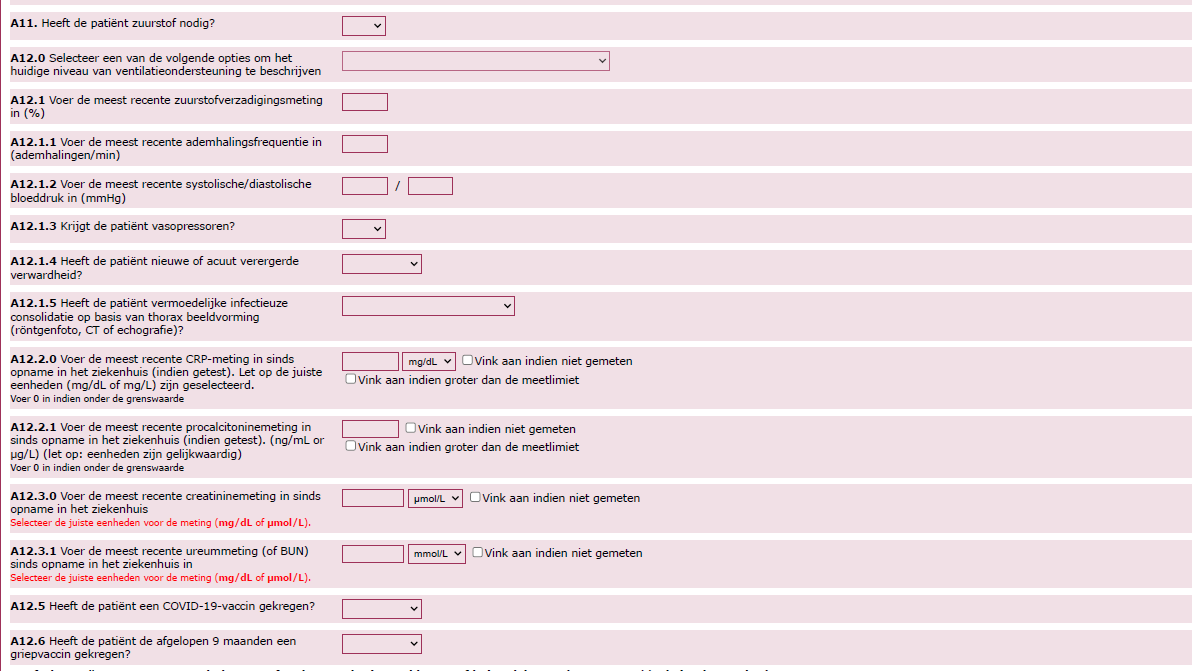 A11. Heeft de patiënt zuurstof nodig?
A12.0 Selecteer een van de volgende opties om het
huidige niveau van ventilatieondersteuning te beschrijven
A12.1 Voer de meest recente zuurstofverzadigingsmeting
in (%)
A12.1.1 Voer de meest recente ademhalingsfrequentie in
(ademhalingen/min)
A12.1.2 Voer de meest recente systolische/diastolische
bloeddruk in (mmHg)
/
A12.1.3 Krijgt de patiënt vasopressoren?
A12.1.4 Heeft de patiënt nieuwe of acuut verergerde
verwardheid?
A12.1.5 Heeft de patiënt vermoedelijke infectieuze
consolidatie op basis van thorax beeldvorming
(röntgenfoto, CT of echografie)?
A12.2.0 Voer de meest recente CRP-meting in sinds
opname in het ziekenhuis (indien getest). Let op de juiste
eenheden (mg/dL of mg/L) zijn geselecteerd.
Voer 0 in indien onder de grenswaarde
mg/dL Vink aan indien niet gemeten
Vink aan indien groter dan de meetlimiet
A12.2.1 Voer de meest recente procalcitoninemeting in
sinds opname in het ziekenhuis (indien getest). (ng/mL or
µg/L) (let op: eenheden zijn gelijkwaardig)
Voer 0 in indien onder de grenswaarde
Vink aan indien niet gemeten
Vink aan indien groter dan de meetlimiet
A12.3.0 Voer de meest recente creatininemeting in sinds
opname in het ziekenhuis
Selecteer de juiste eenheden voor de meting (mg/dL of µmol/L).
µmol/L Vink aan indien niet gemeten
A12.3.1 Voer de meest recente ureummeting (of BUN)
sinds opname in het ziekenhuis in
Selecteer de juiste eenheden voor de meting (mg/dL of µmol/L).
mmol/L Vink aan indien niet gemeten
A12.5 Heeft de patiënt een COVID-19-vaccin gekregen?
A12.6 Heeft de patiënt de afgelopen 9 maanden een
griepvaccin gekregen?